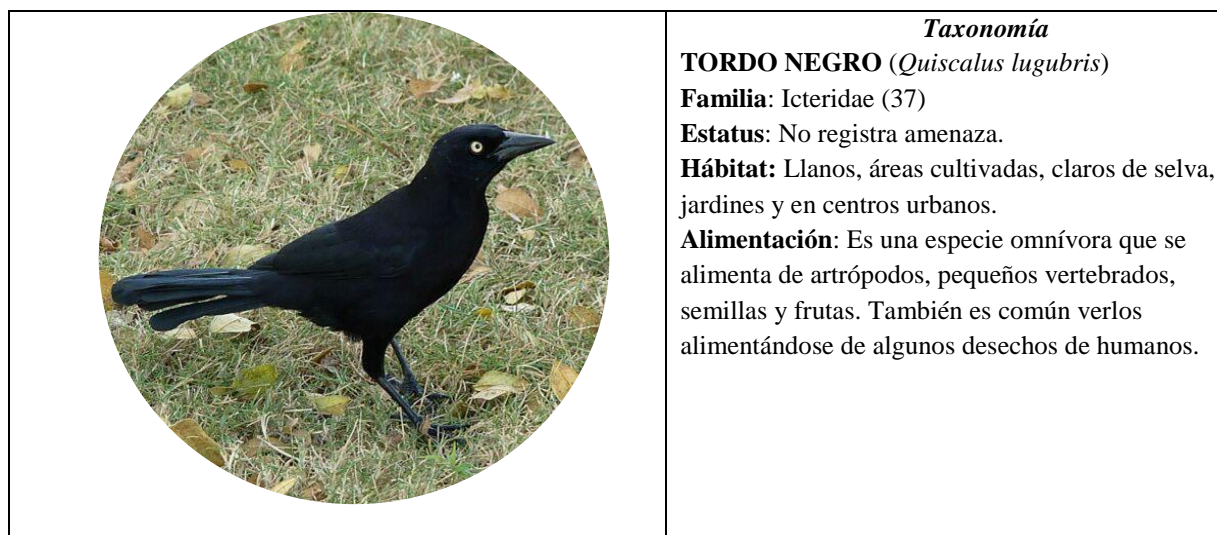 Taxonomía
TORDO NEGRO (Quiscalus lugubris)
Familia: Icteridae (37)
Estatus: No registra amenaza.
Hábitat: Llanos, áreas cultivadas, claros de selva,
jardines y en centros urbanos.
Alimentación: Es una especie omnívora que se
alimenta de artrópodos, pequeños vertebrados,
semillas y frutas. También es común verlos
alimentándose de algunos desechos de humanos.